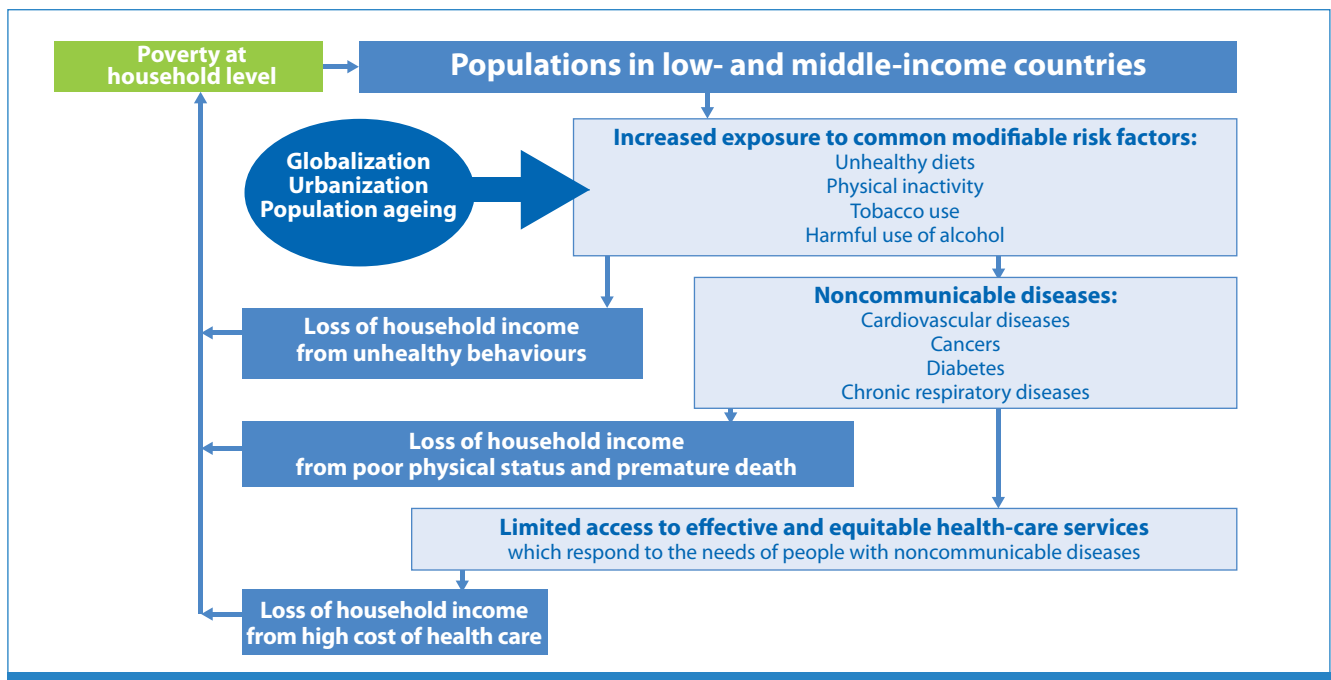 Poverty at
household level
Populations in low- and middle-income countries
Increased exposure to common modifiable risk factors:
Unhealthy diets
Physical inactivity
Tobacco use
Harmful use of alcohol
Globalization
Urbanization
Population ageing
Noncommunicable diseases:
Cardiovascular diseases
Cancers
Diabetes
Chronic respiratory diseases
Loss of household income
from unhealthy behaviours
Loss of household income
from poor physical status and premature death
Limited access to effective and equitable health-care services
which respond to the needs of people with noncommunicable diseases
Loss of household income
from high cost of health care